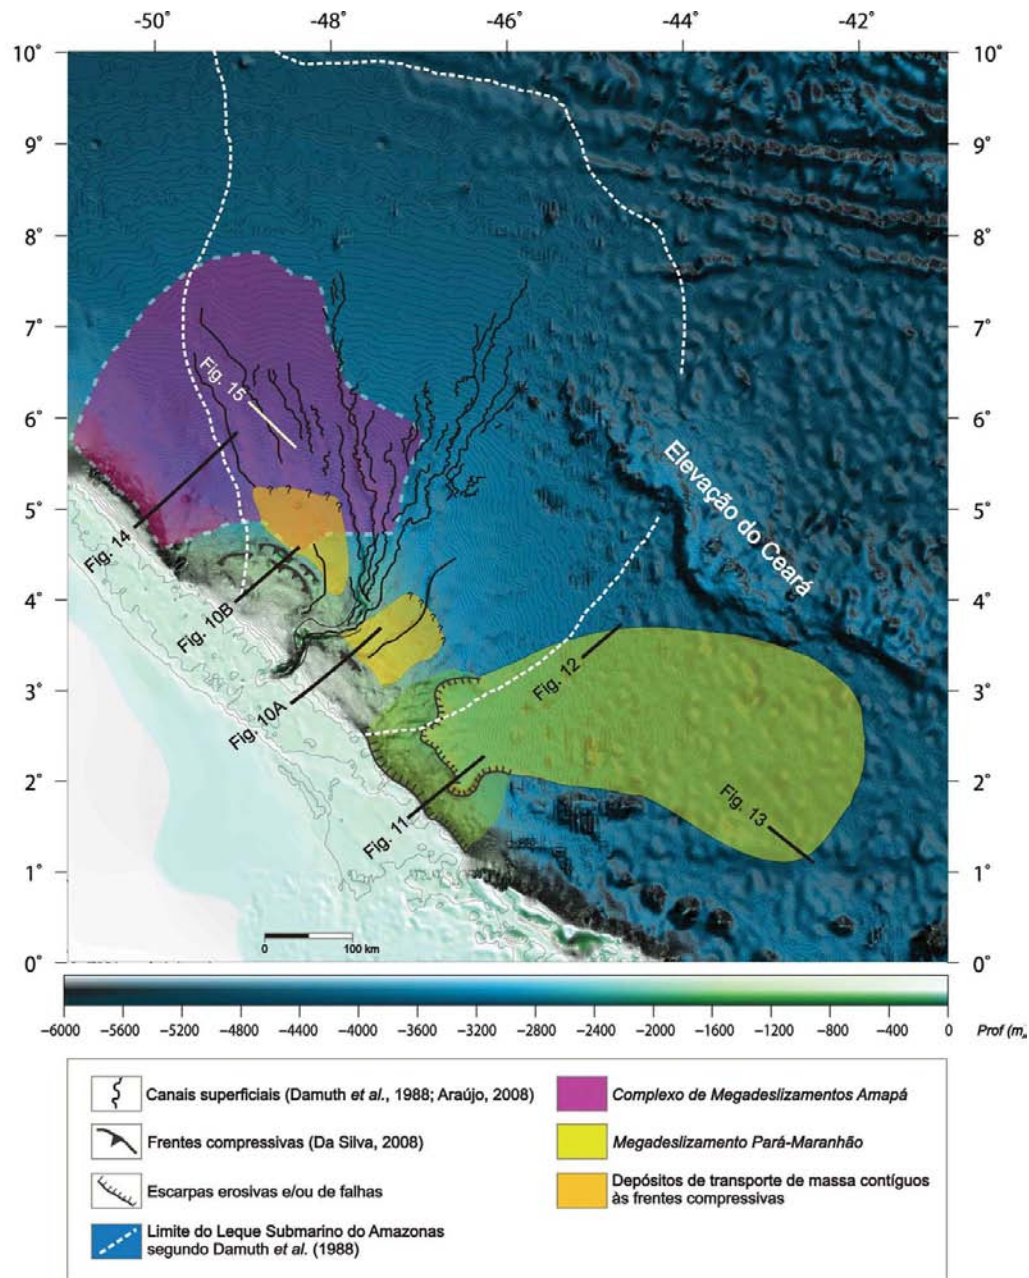 -50° -48° -46° -44° -42°
10° 10°
9° 9°
8° 8°
7° 7°
Fig. 15
6° 6°
Elevação do Ceará
5° 5°
Fig. 14
4° 4°
Fig. 10B
Fig. 12
3° 3°
Fig. 10A
2° 2°
Fig. 13
Fig. 11
1° 1°
0 100 km
0° 0°
−6000 −5600 −5200 −4800 −4400 −4000 −3600 −3200 −2800 −2400 −2000 −1600 −1200 −800 −400 0 Prof (m
Canais superficiais (Damuth et al., 1988; Araújo, 2008)
Frentes compressivas (Da Silva, 2008)
Escarpas erosivas e/ou de falhas
Limite do Leque Submarino do Amazonas
segundo Damuth et al. (1988)
Complexo de Megadeslizamentos Amapá
Megadeslizamento Pará-Maranhão
Depósitos de transporte de massa contíguos
às frentes compressivas